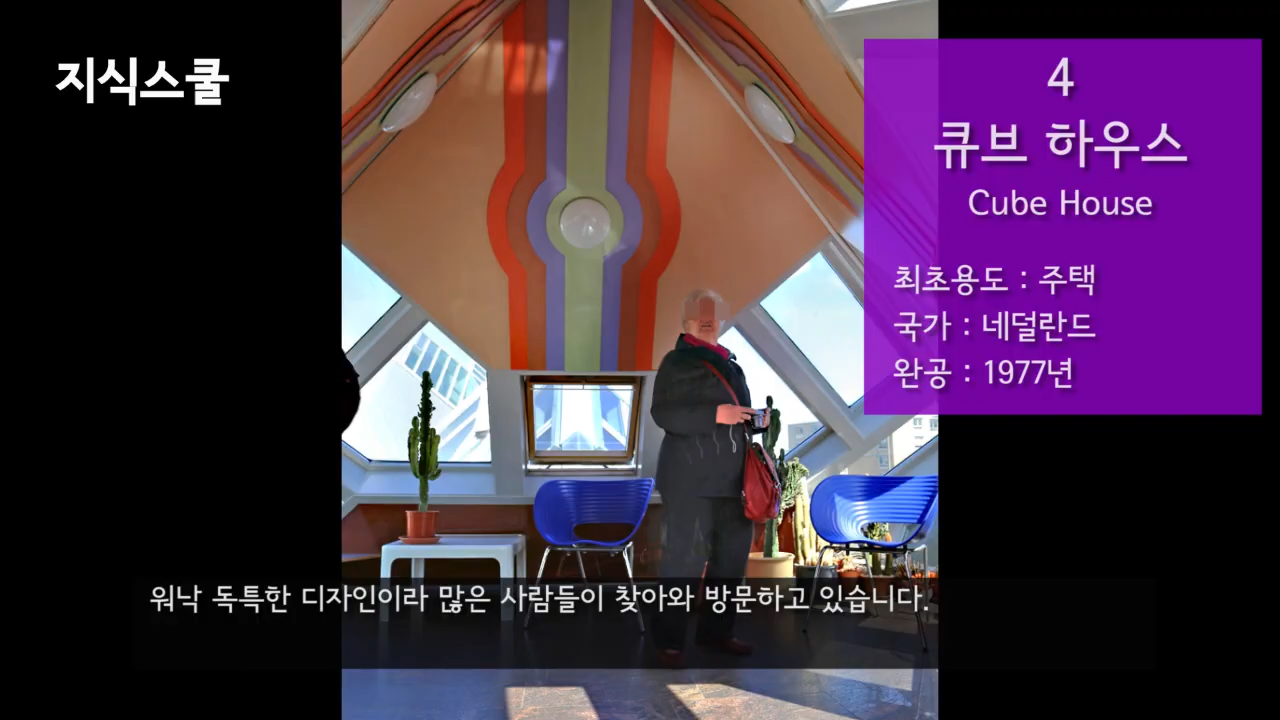 지식스쿨
4
큐브 하우스
Cube House
최초용도 : 주택
국가 : 네덜란드
완공 : 1977년
워낙 독특한 디자인이라 많은 사람들이 찾아와 방문하고 있습니다.